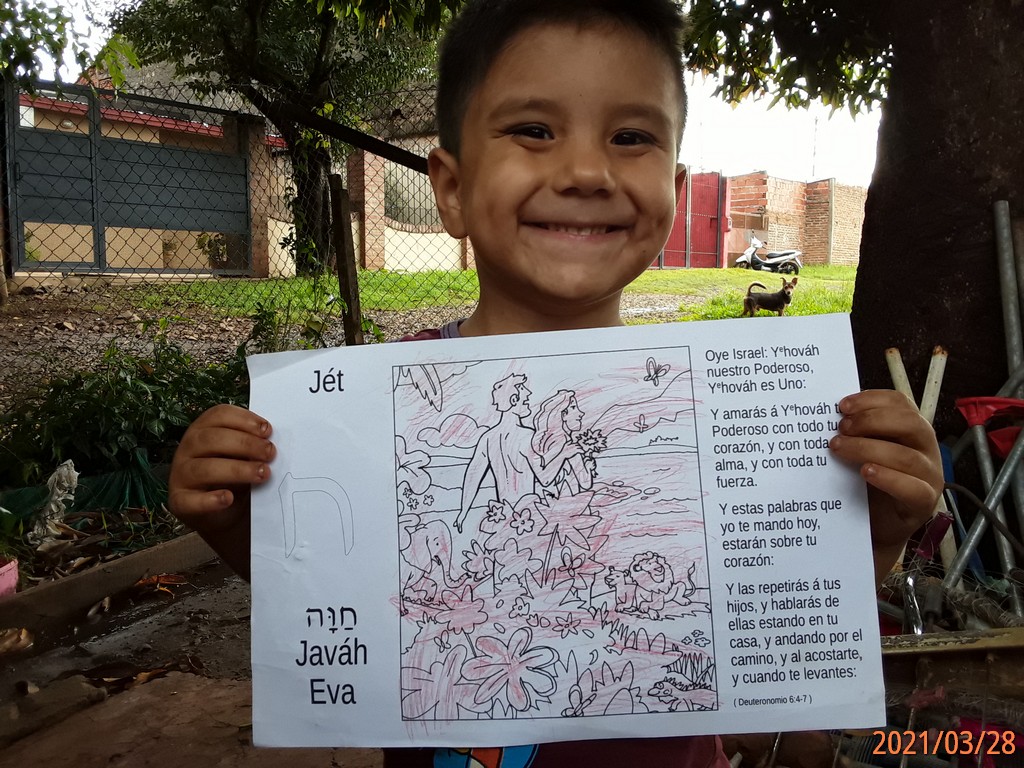 Jét
ת
חַוָּה
Javáh
Eva
Oye Israel: Yᵉhováh
nuestro Poderoso,
Yᵉhováh es Uno:
Y amarás á Yᵉhováh
Poderoso con todo tu
corazón, y con toda
alma, y con toda tu
fuerza.
Y estas palabras que
yo te mando hoy,
estarán sobre tu
corazón:
Y las repetirás á tus
hijos, y hablarás de
ellas estando en tu
casa, y andando por el
camino, y al acostarte,
y cuando te levantes:
( Deuteronomio 6:4-7 )
2021/03/28